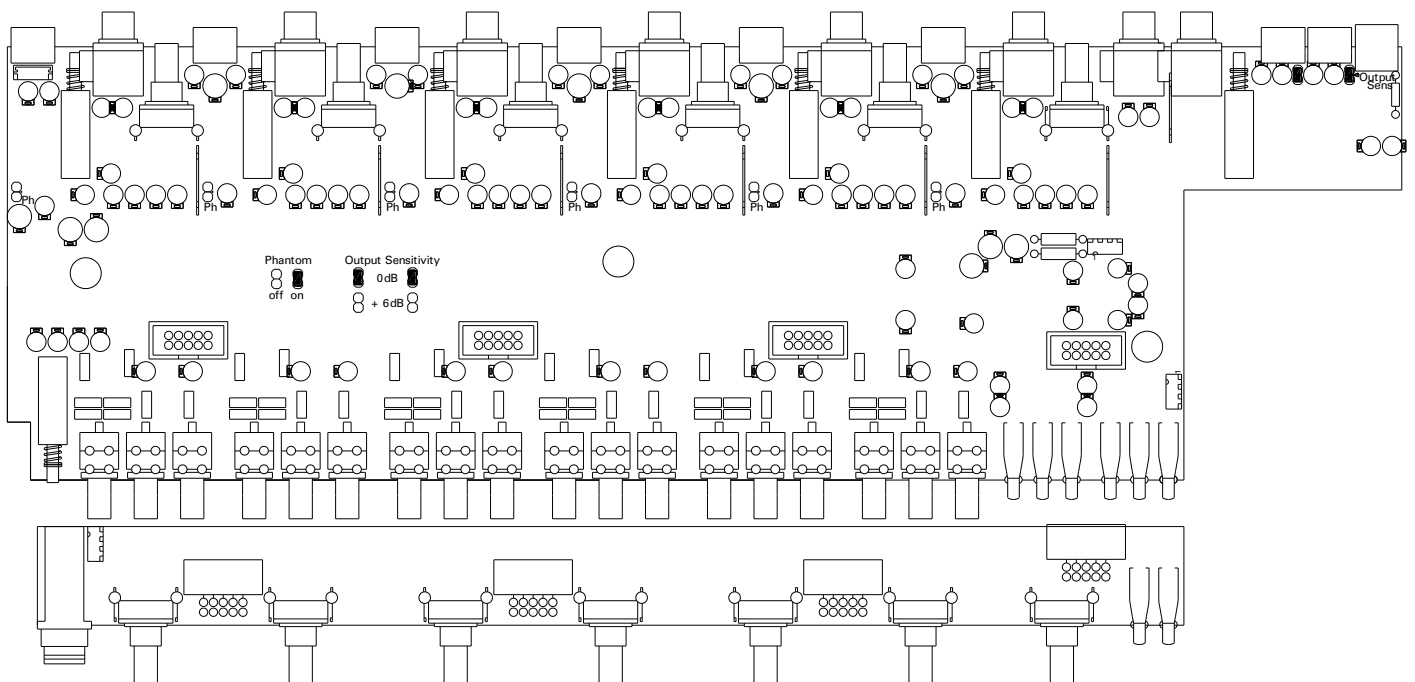 Output
Sens
Ph
Ph
Ph
Ph
Ph
Ph
Phantom
off on
Output Sensitivity
0dB
+ 6dB